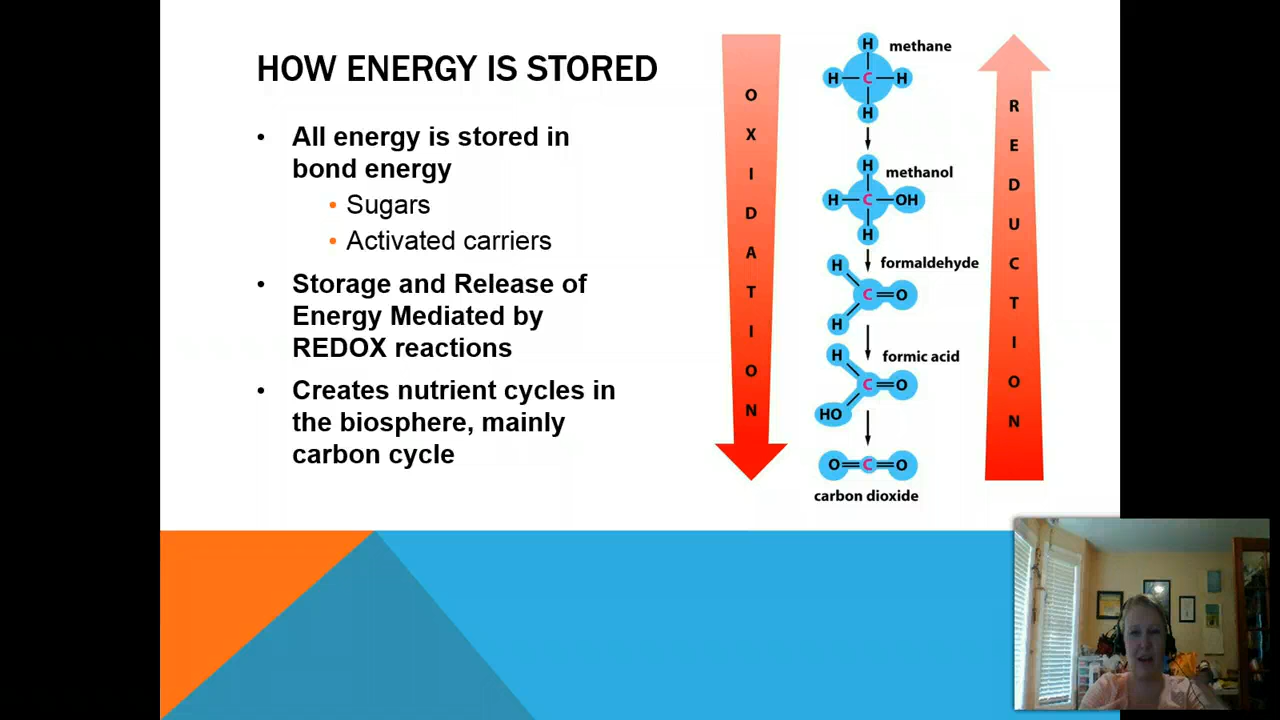 HOW ENERGY IS STORED
• All energy is stored in
bond energy
• Sugars
• Activated carriers
• Storage and Release of
Energy Mediated by
REDOX reactions
• Creates nutrient cycles in
the biosphere, mainly
carbon cycle
O
X
I
D
A
T
I
O
N
H
methane
H C H
H
H
methanol
H C OH
H
H
formaldehyde
C=O
H
H
formic acid
C=O
HO
O=C=O
carbon dioxide
R
E
D
U
C
T
I
O
N